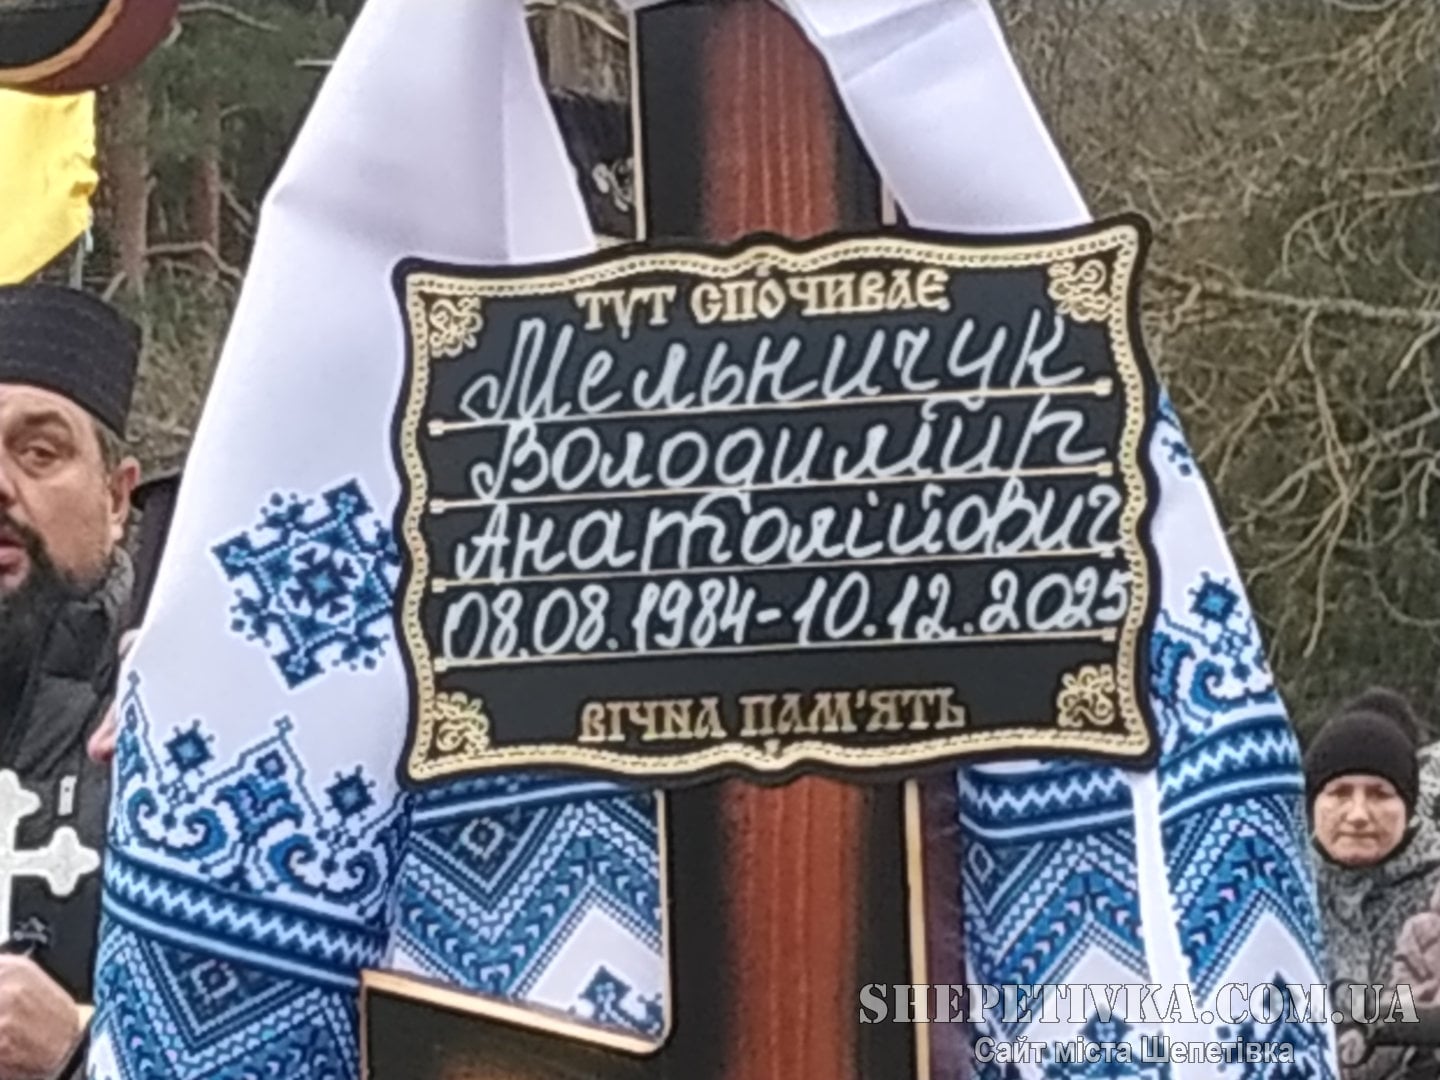 ТУТ СПОЧИВАЄ
Мельничук
Володимир
Анатолійович
08.08.1984-10.12.2025
ВІЧНА ПАМ'ЯТЬ
SHEPETIVKA.COM.UA
Сайт міста Шепетівка